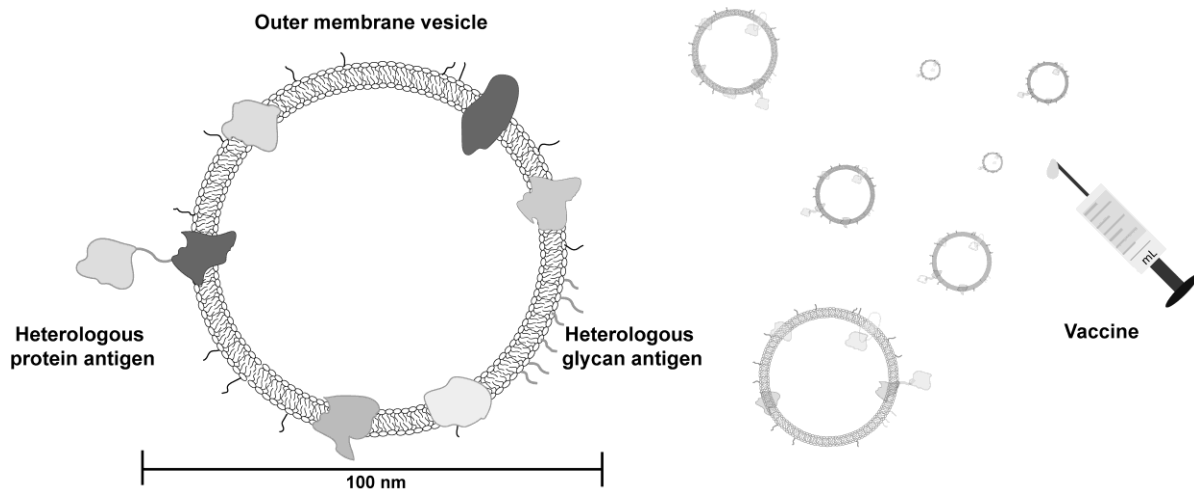 Outer membrane vesicle
Heterologous
protein antigen
Heterologous
glycan antigen
mL
Vaccine
100 nm